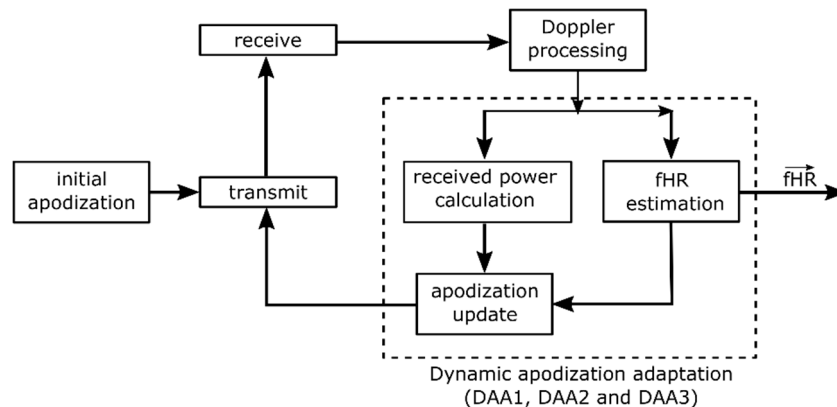 receive
Doppler
processing
initial
apodization
transmit
received power
calculation
fHR
estimation
fHR
apodization
update
Dynamic apodization adaptation
(DAA1, DAA2 and DAA3)